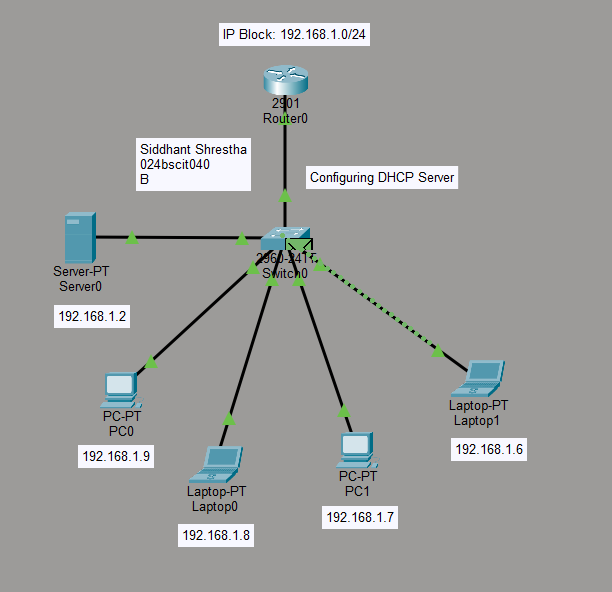 IP Block: 192.168.1.0/24
2901
Router0
Siddhant Shrestha
024bscit040
B
Configuring DHCP Server
2960-24TT
Switch0
Server-PT
Server0
192.168.1.2
PC-PT
PC0
192.168.1.9
Laptop-PT
Laptop0
192.168.1.8
PC-PT
PC1
192.168.1.7
Laptop-PT
Laptop1
192.168.1.6